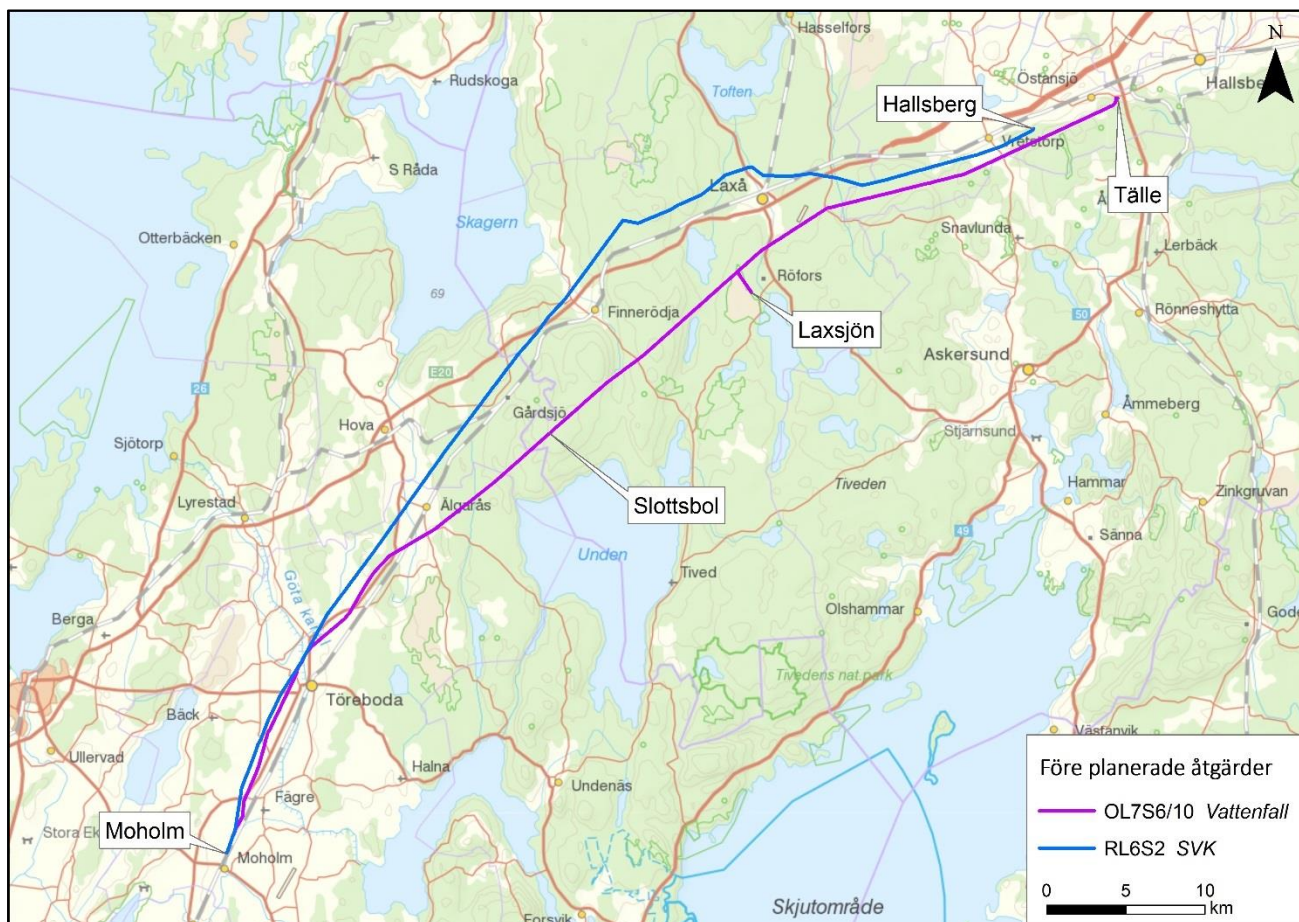 Hasselfors
N
Rudskoga
Östansjö
Hallsbe
Toften
Hallsberg
Vretstorp
S Råda
Laxå
Tälle
Skagern
Otterbäcken
Snavlunda
Lerbäck
Röfors
69
Finnerödja
Laxsjön
50
Rönneshytta
Askersund
E20
26
Gårdsjö
Åmmeberg
Hova
Stjärnsund
Sjötorp
Tiveden
Hammar
Zinkgruvan
Lyrestad
Älgarås
Slottsbol
49
Sänna
Unden
Göta kanal
Tived
Olshammar
Berga
Gode
Tivedens nat.park
Töreboda
Bäck
Västanvik
Ullervad
Halna
Undenäs
Före planerade åtgärder
Fägre
OL7S6/10 Vattenfall
Stora Ek
Moholm
Moholm
RL6S2 SVK
0 5 10
km
Skjutområde
Forsvik